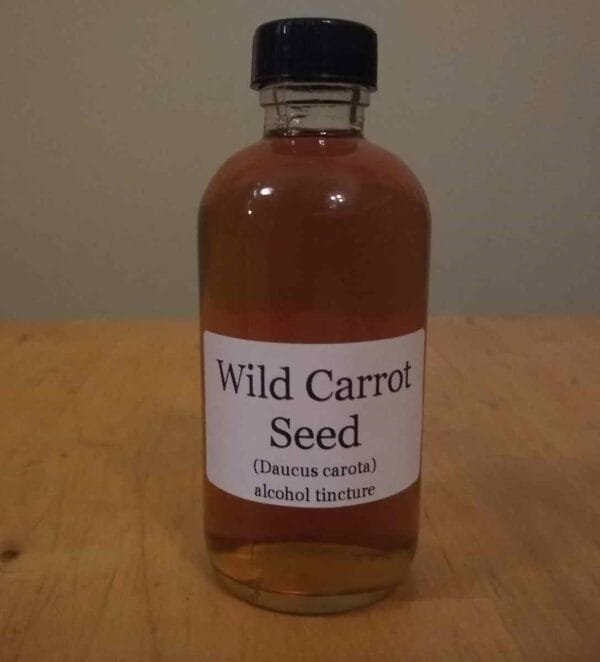 Wild Carrot
Seed
(Daucus carota)
alcohol tincture